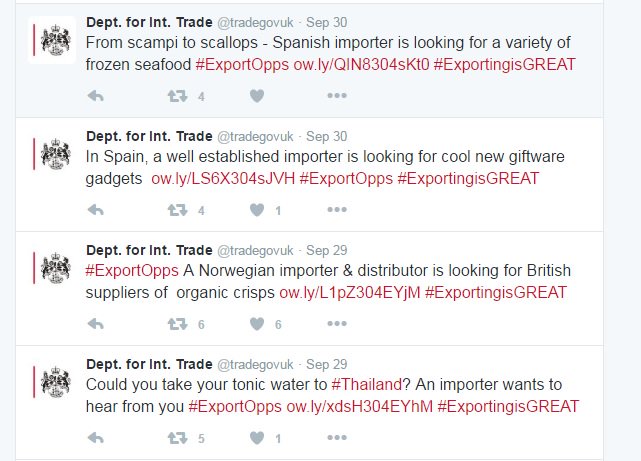 Dept. for Int. Trade @tradegovuk · Sep 30
From scampi to scallops - Spanish importer is looking for a variety of
frozen seafood #ExportOpps ow.ly/QIN8304sKt0 #ExportingisGREAT
4
Dept. for Int. Trade @tradegovuk · Sep 30
In Spain, a well established importer is looking for cool new giftware
gadgets ow.ly/LS6X304sJVH #ExportOpps #ExportingisGREAT
4 1
Dept. for Int. Trade @tradegovuk · Sep 29
#ExportOpps A Norwegian importer & distributor is looking for British
suppliers of organic crisps ow.ly/L1pZ304EYjM #ExportingisGREAT
6 6
Dept. for Int. Trade @tradegovuk · Sep 29
Could you take your tonic water to #Thailand? An importer wants to
hear from you #ExportOpps ow.ly/xdsH304EYhM #ExportingisGREAT
5 1